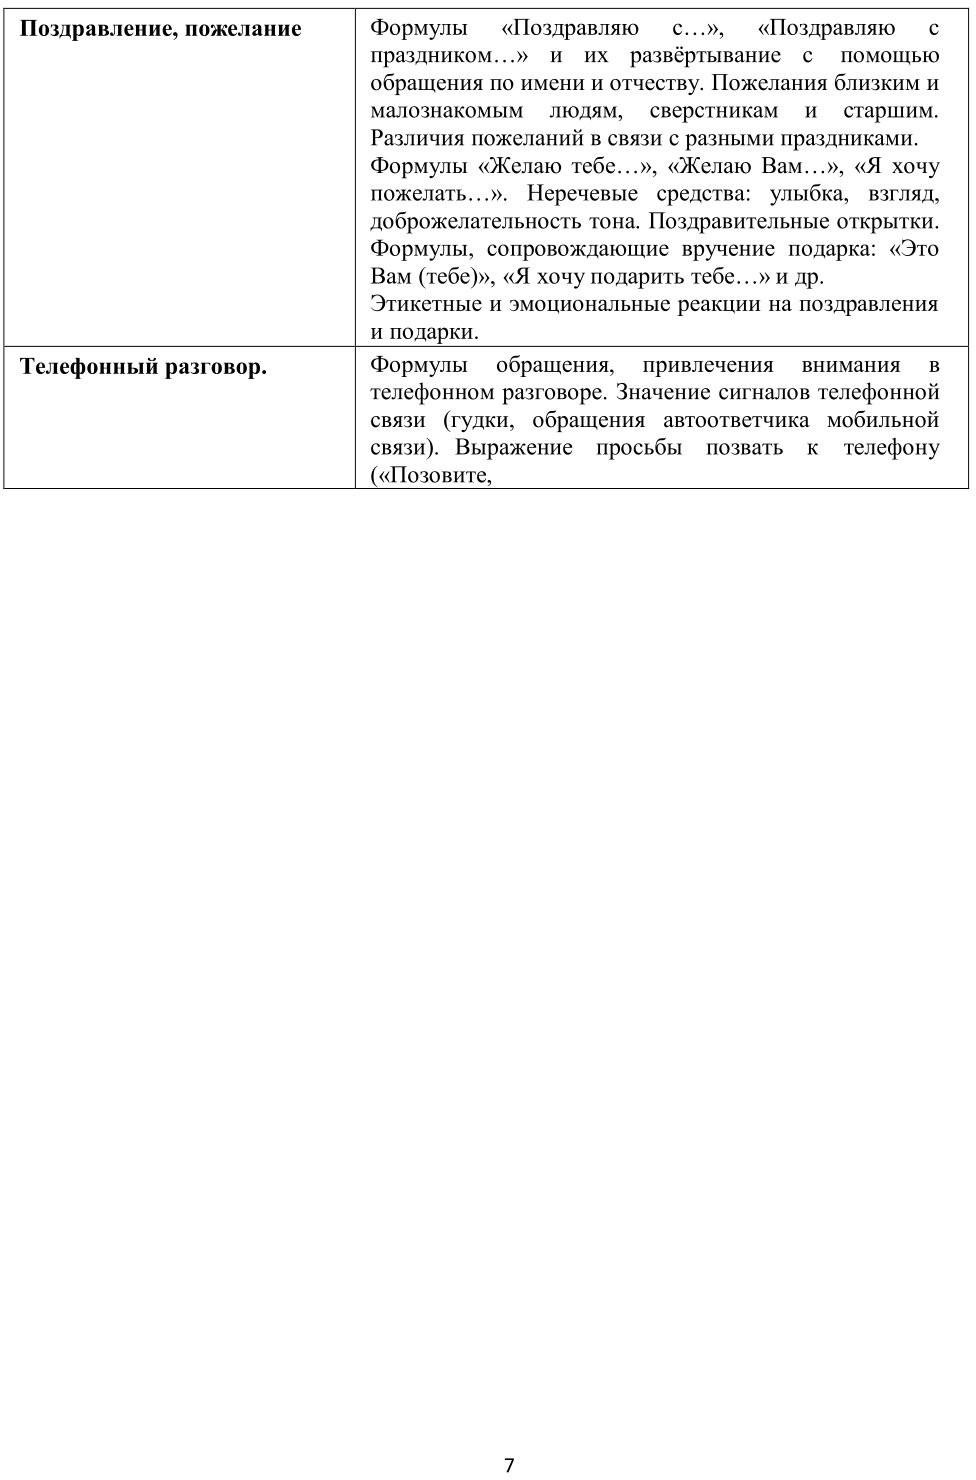 Поздравление, пожелание
Формулы «Поздравляю с…», «Поздравляю с
праздником…» и их развёртывание с помощью
обращения по имени и отчеству. Пожелания близким и
малознакомым людям, сверстникам и старшим.
Различия пожеланий в связи с разными праздниками.
Формулы «Желаю тебе…», «Желаю Вам…», «Я хочу
пожелать…». Неречевые средства: улыбка, взгляд,
доброжелательность тона. Поздравительные открытки.
Формулы, сопровождающие вручение подарка: «Это
Вам (тебе)», «Я хочу подарить тебе…» и др.
Этикетные и эмоциональные реакции на поздравления
и подарки.
Телефонный разговор.
Формулы обращения, привлечения внимания в
телефонном разговоре. Значение сигналов телефонной
связи (гудки, обращения автоответчика мобильной
связи). Выражение просьбы позвать к телефону
(«Позовите,
7